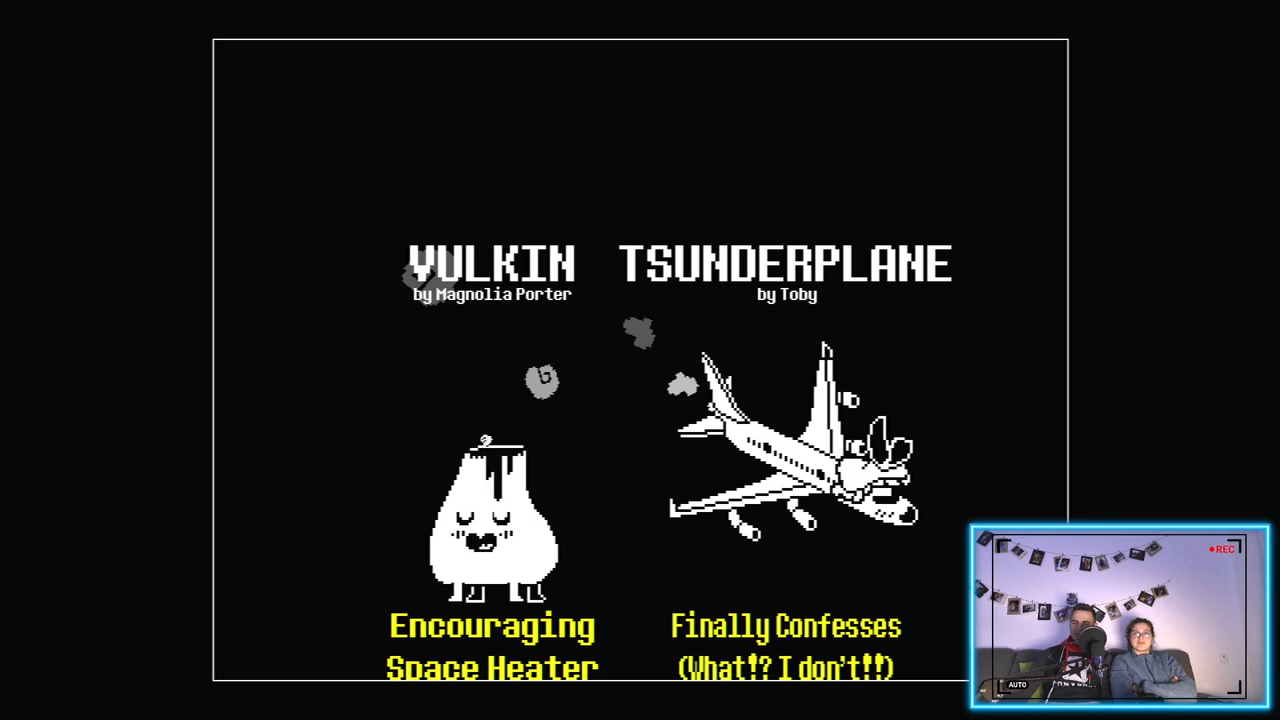 VULKIN
by Magnolia Porter
TSUNDERPLANE
by Toby
Encouraging
Space Heater
Finally Confesses
(What!? I don't!!)
REC
AUTO